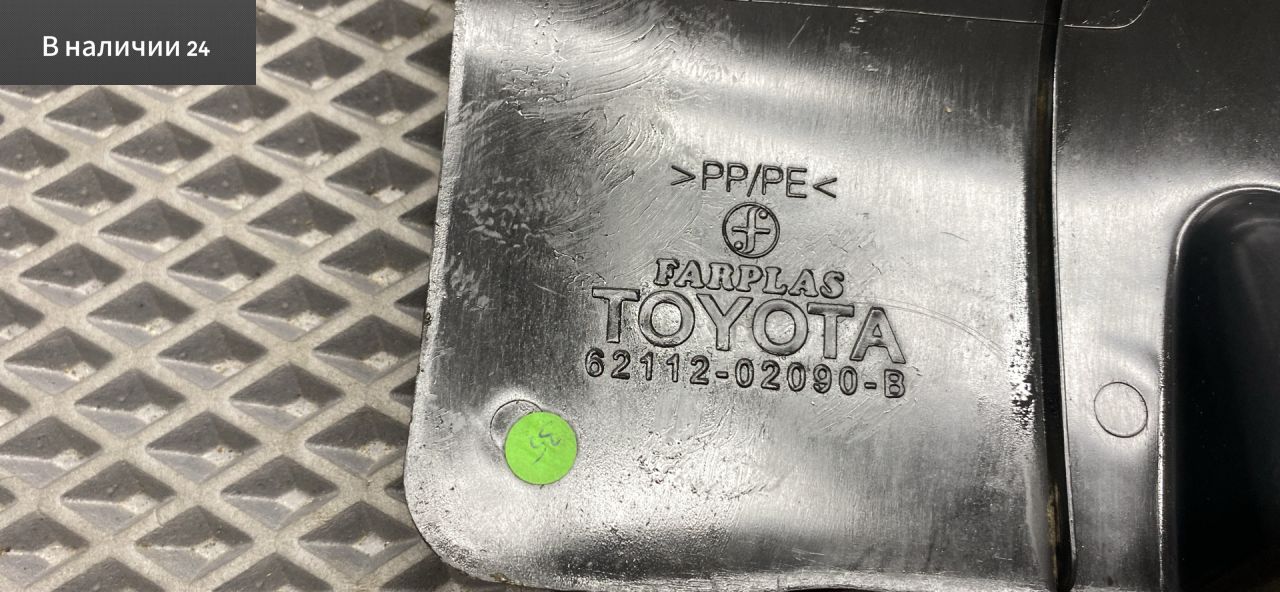 В наличии 24
>PP/PE<
f
FARPLAS
TOYOTA
62112-02090-B